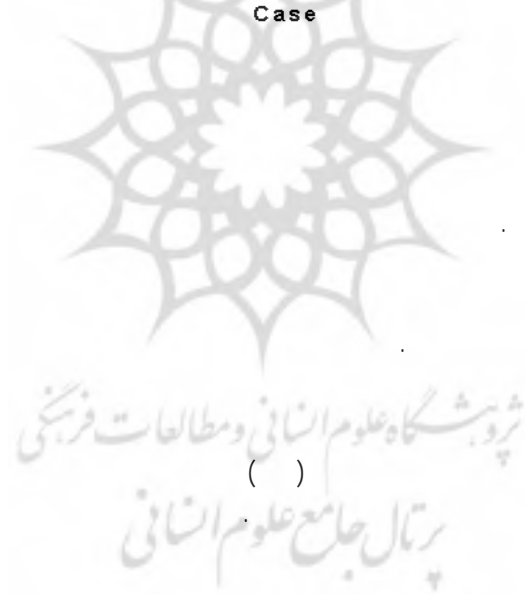 Case
.
.
پژوهشگاه علوم انسانی و مطالعات فرهنگی
( )
.
پرتال جامع علوم انسانی